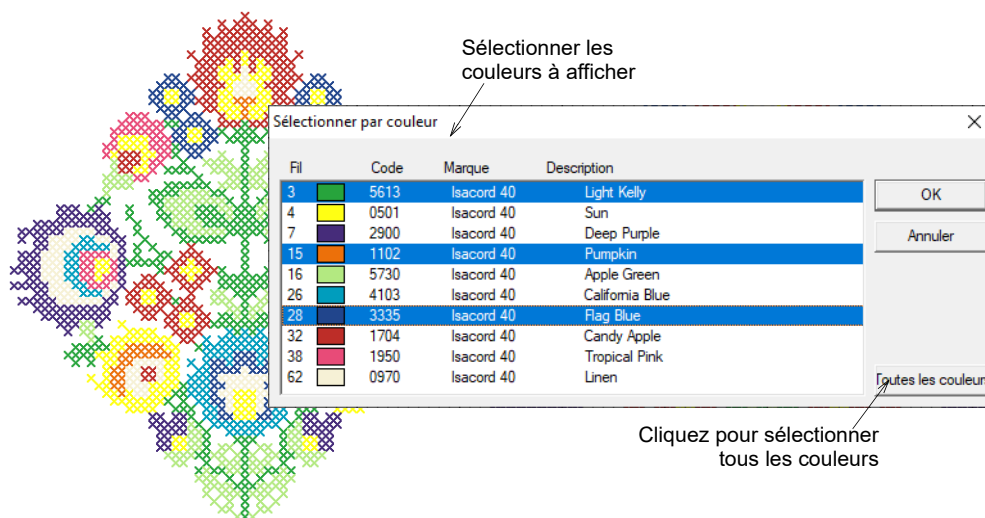 Sélectionner les
couleurs à afficher
Sélectionner par couleur
Fil Code Marque Description
3 5613 Isacord 40 Light Kelly
4 0501 Isacord 40 Sun
7 2900 Isacord 40 Deep Purple
15 1102 Isacord 40 Pumpkin
16 5730 Isacord 40 Apple Green
26 4103 Isacord 40 California Blue
28 3335 Isacord 40 Flag Blue
32 1704 Isacord 40 Candy Apple
38 1950 Isacord 40 Tropical Pink
62 0970 Isacord 40 Linen
OK
Annuler
Toutes les couleur
Cliquez pour sélectionner
tous les couleurs